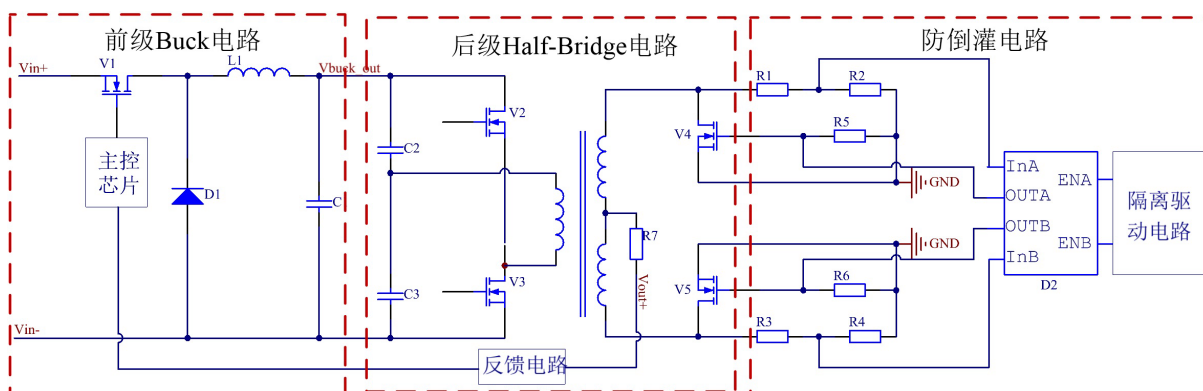 前级Buck电路
后级Half-Bridge电路
防倒灌电路
Vin+
V1
L1
Vbuck_out
主控
芯片
D1
C
Vin-
C2
C3
V2
V3
R7
Vout+
反馈电路
V4
V5
R1
R2
R5
GND
GND
R6
R3
R4
InA
OUTA
OUTB
InB
ENA
ENB
D2
隔离驱
动电路